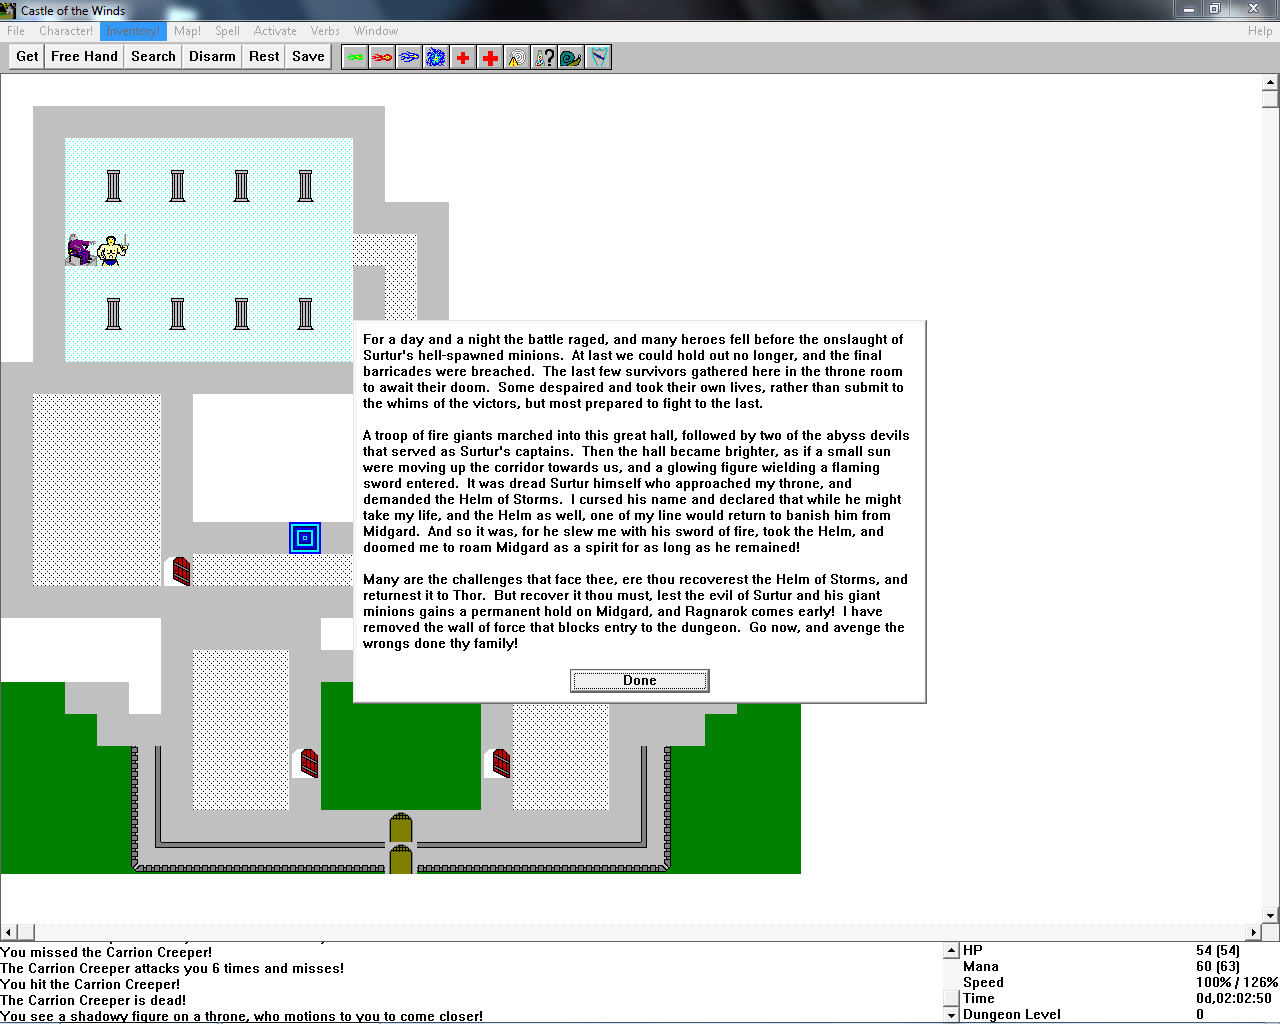 Castle of the Winds
File Character! Inventory! Map! Spell Activate Verbs Window Help
Get Free Hand Search Disarm Rest Save
For a day and a night the battle raged, and many heroes fell before the onslaught of
Surtur's hell-spawned minions. At last we could hold out no longer, and the final
barricades were breached. The last few survivors gathered here in the throne room
to await their doom. Some despaired and took their own lives, rather than submit to
the whims of the victors, but most prepared to fight to the last.
A troop of fire giants marched into this great hall, followed by two of the abyss devils
that served as Surtur's captains. Then the hall became brighter, as if a small sun
were moving up the corridor towards us, and a glowing figure wielding a flaming
sword entered. It was dread Surtur himself who approached my throne, and
demanded the Helm of Storms. I cursed his name and declared that while he might
take my life, and the Helm as well, one of my line would return to banish him from
Midgard. And so it was, for he slew me with his sword of fire, took the Helm, and
doomed me to roam Midgard as a spirit for as long as he remained!
Many are the challenges that face thee, ere thou recoverest the Helm of Storms, and
returnest it to Thor. But recover it thou must, lest the evil of Surtur and his giant
minions gains a permanent hold on Midgard, and Ragnarok comes early! I have
removed the wall of force that blocks entry to the dungeon. Go now, and avenge the
wrongs done thy family!
Done
You missed the Carrion Creeper!
The Carrion Creeper attacks you 6 times and misses!
You hit the Carrion Creeper!
The Carrion Creeper is dead!
You see a shadowy figure on a throne, who motions to you to come closer!
HP 54 (54)
Mana 60 (63)
Speed 100% / 126%
Time 0d,02:02:50
Dungeon Level 0